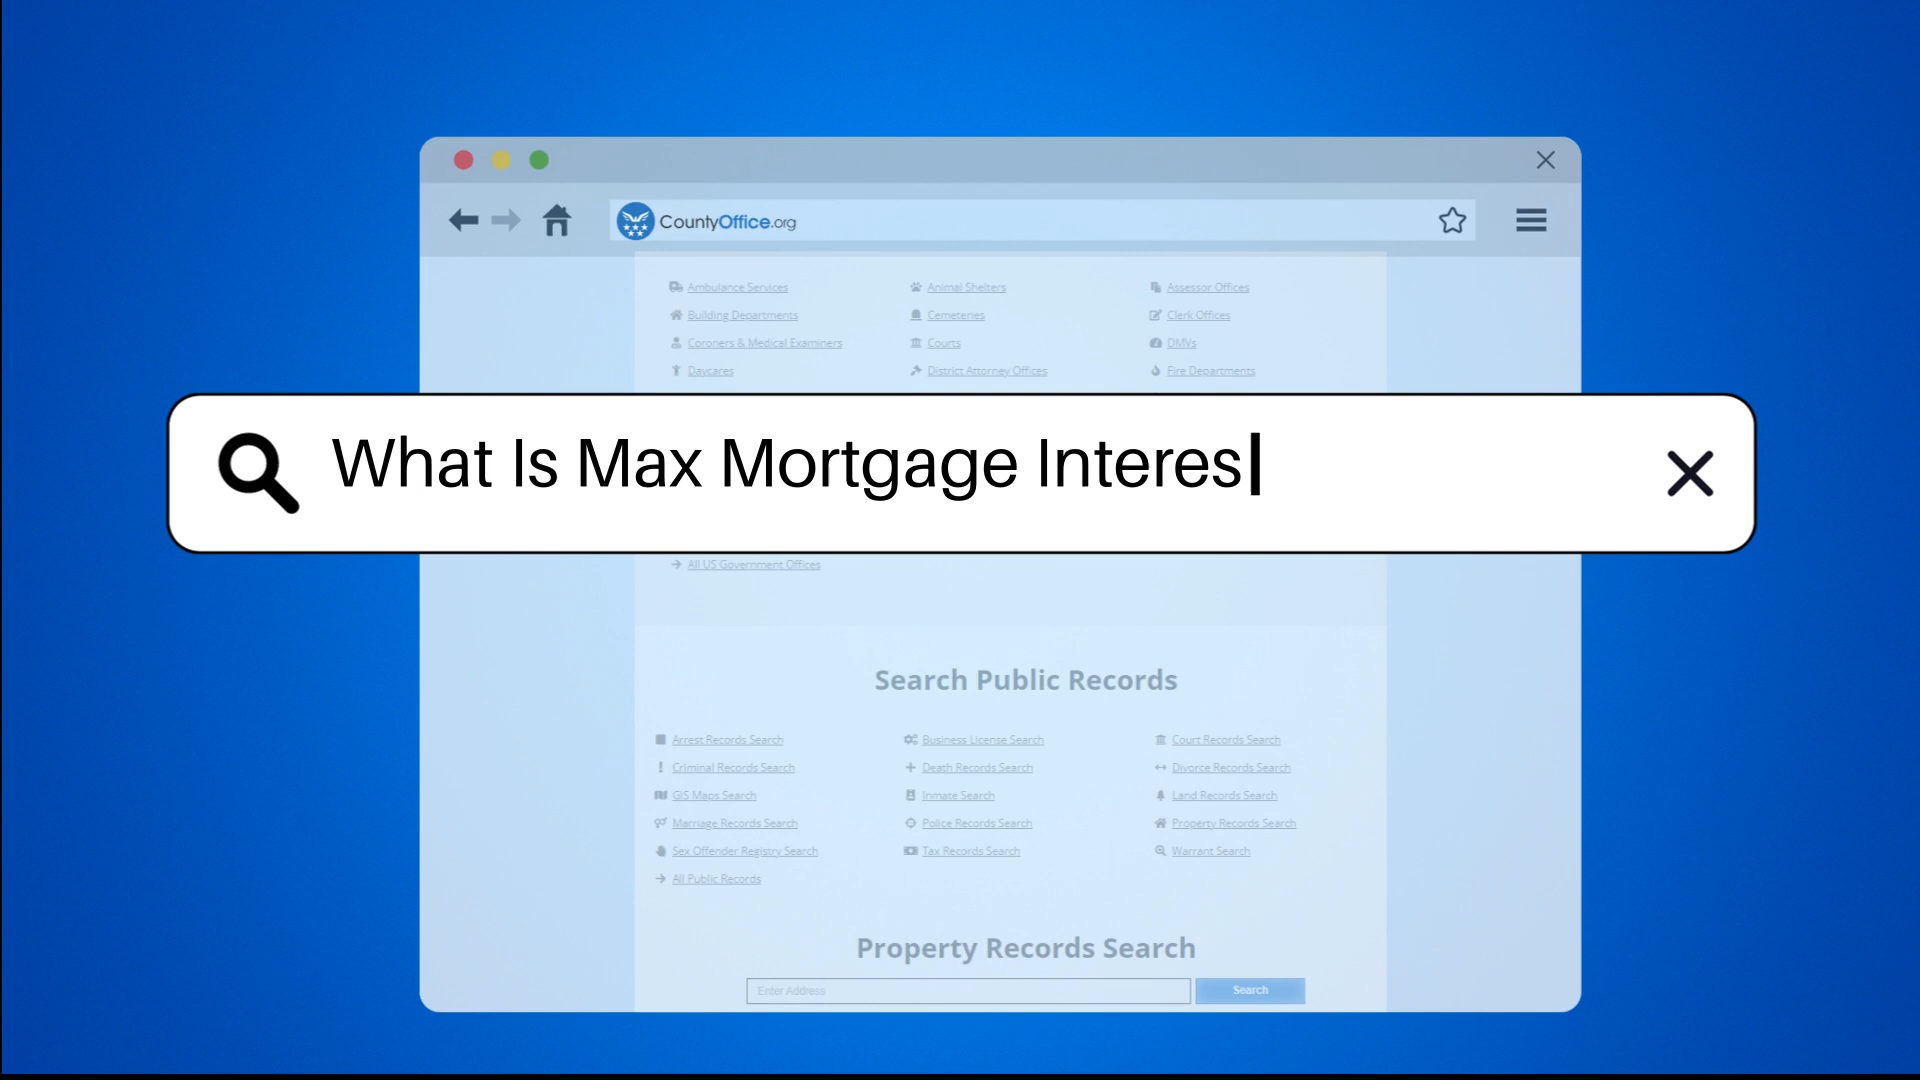 CountyOffice.org
Ambulance Services Animal Shelters Assessor Offices
Building Departments Cemeteries Clerk Offices
Coroners & Medical Examiners Courts DMVs
Daycares District Attorney Offices Fire Departments
What Is Max Mortgage Interes
All US Government Offices
Search Public Records
Arrest Records Search Business License Search Court Records Search
Criminal Records Search Death Records Search Divorce Records Search
GIS Maps Search Inmate Search Land Records Search
Marriage Records Search Police Records Search Property Records Search
Sex Offender Registry Search Tax Records Search Warrant Search
All Public Records
Property Records Search
Enter Address Search